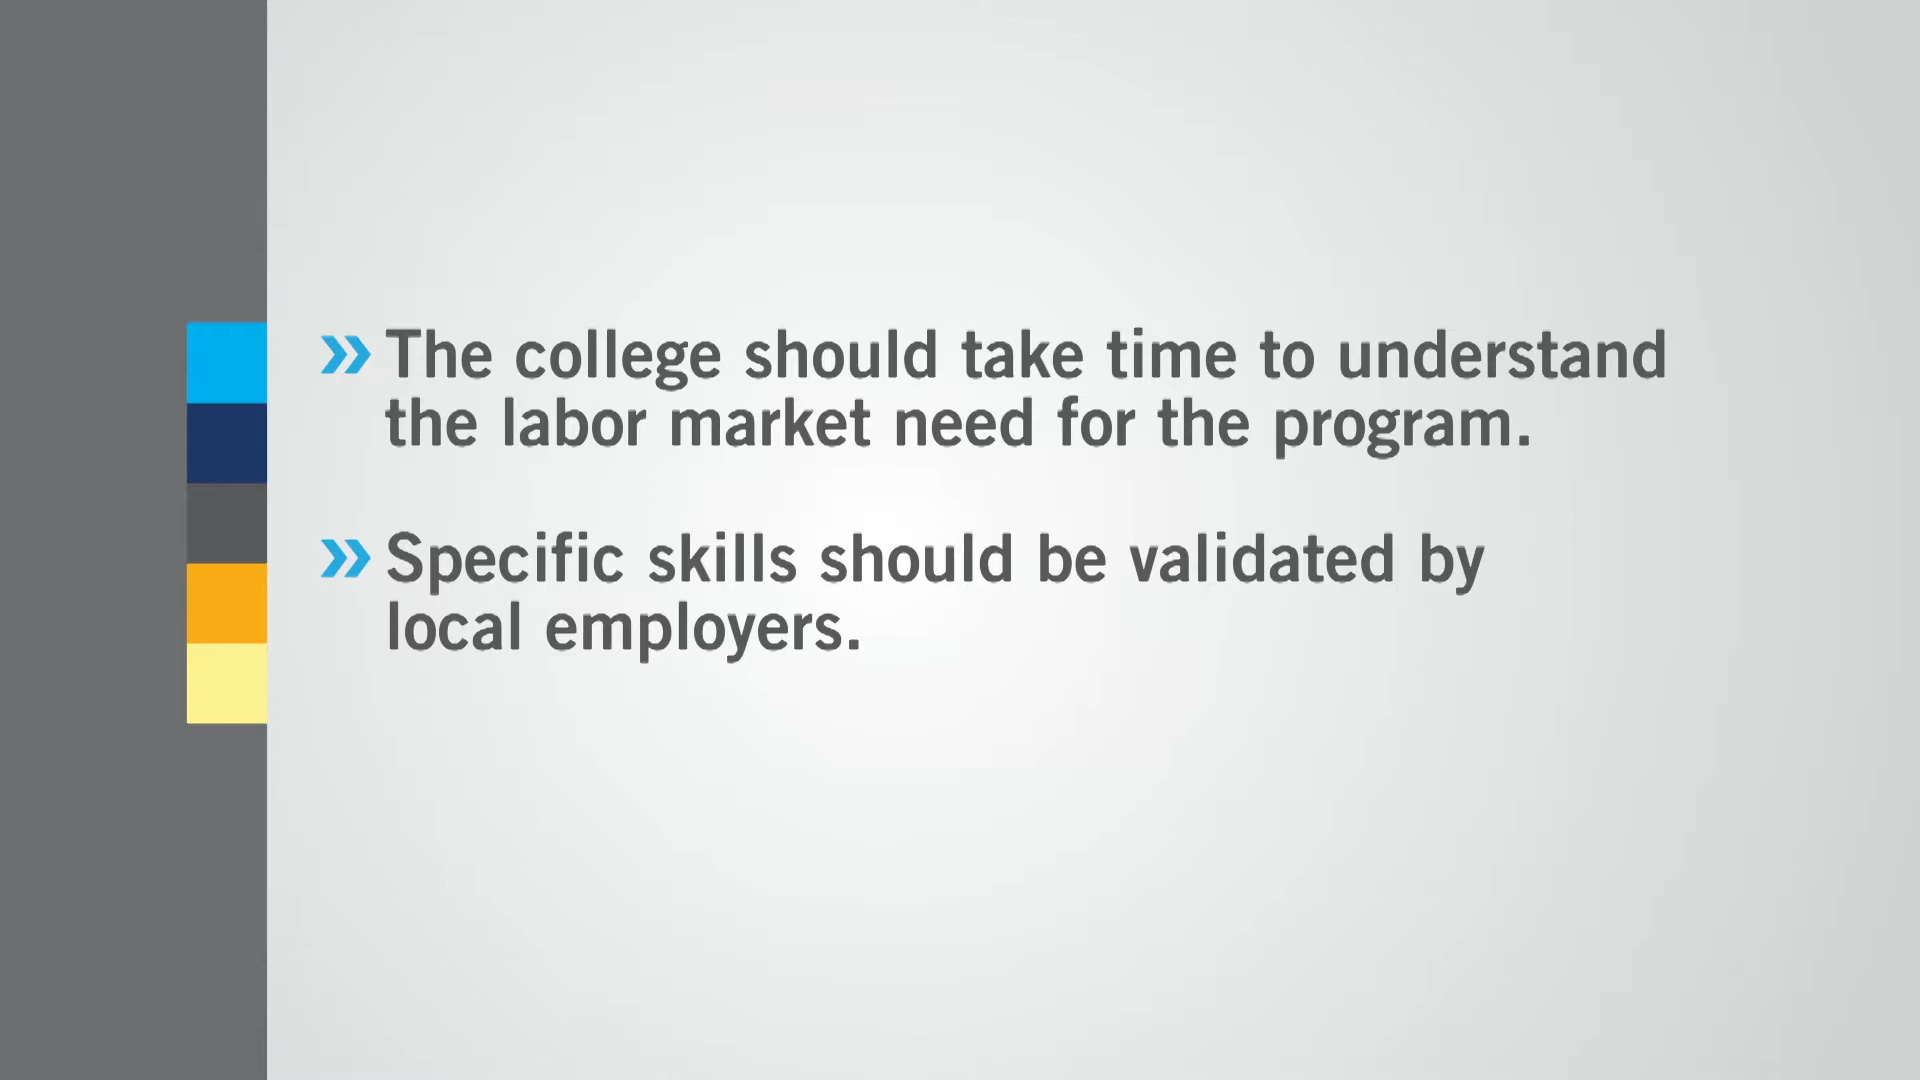 » The college should take time to understand
the labor market need for the program.
» Specific skills should be validated by
local employers.